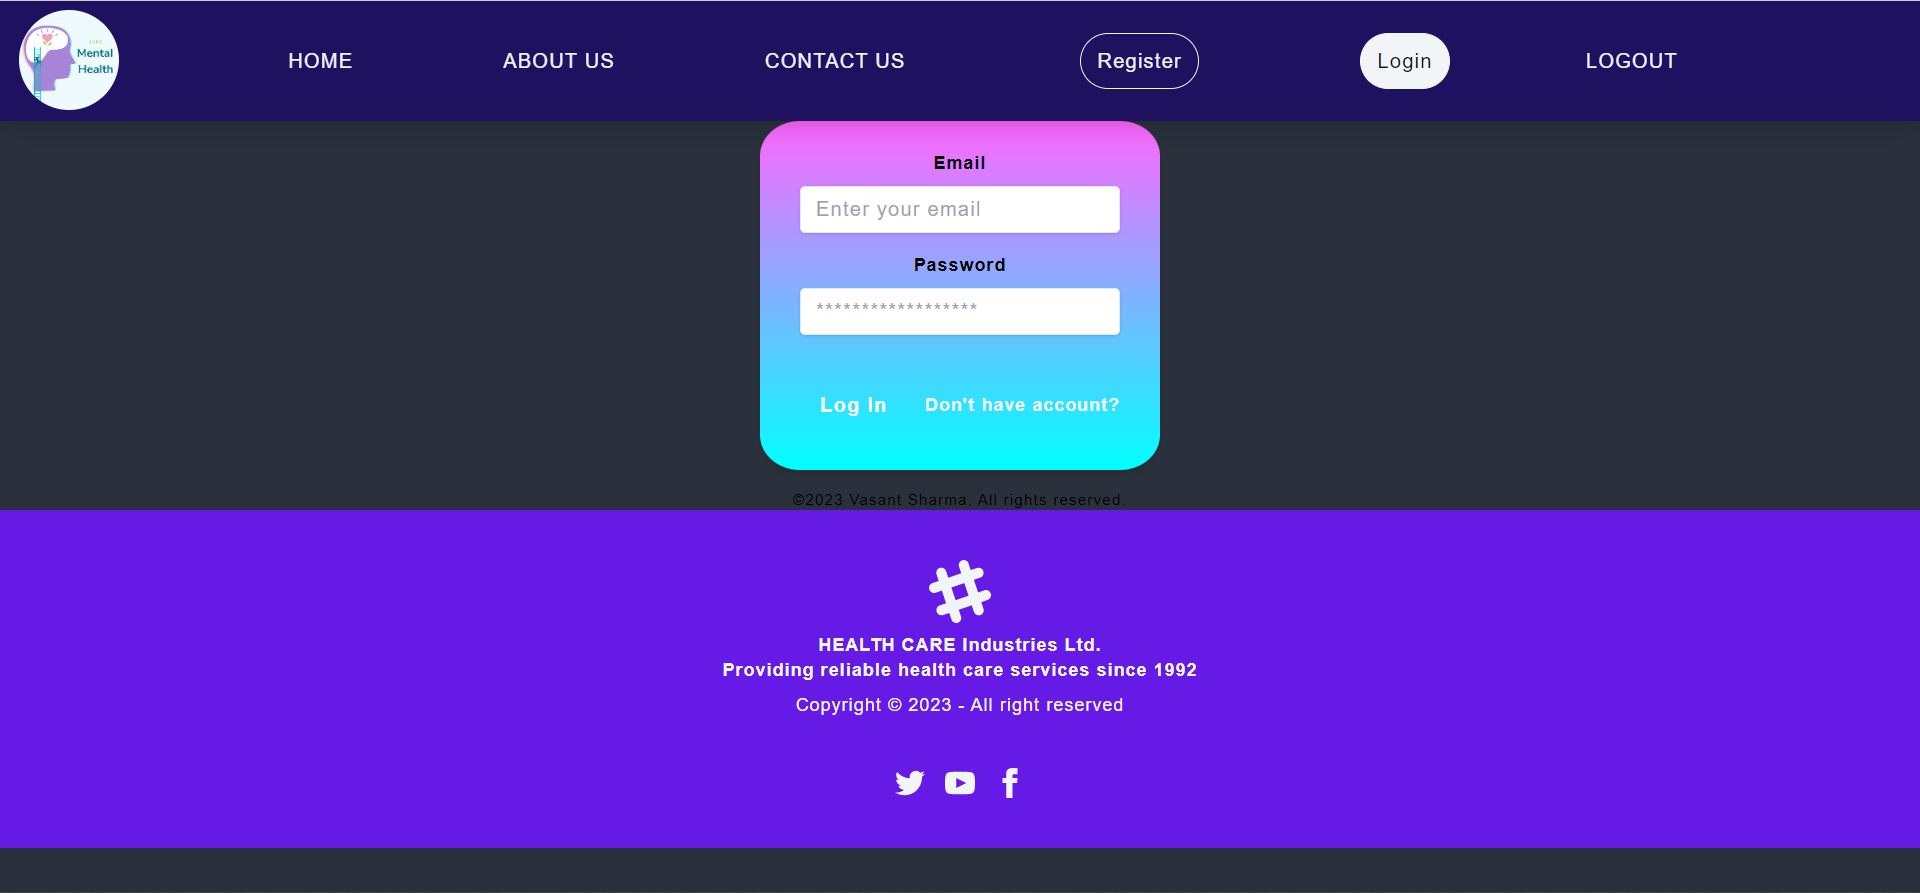 Mental
Health
HOME
ABOUT US
CONTACT US
Register
Login
LOGOUT
Email
Enter your email
Password
******************
Log In
Don't have account?
©2023 Vasant Sharma. All rights reserved.
HEALTH CARE Industries Ltd.
Providing reliable health care services since 1992
Copyright © 2023 - All right reserved